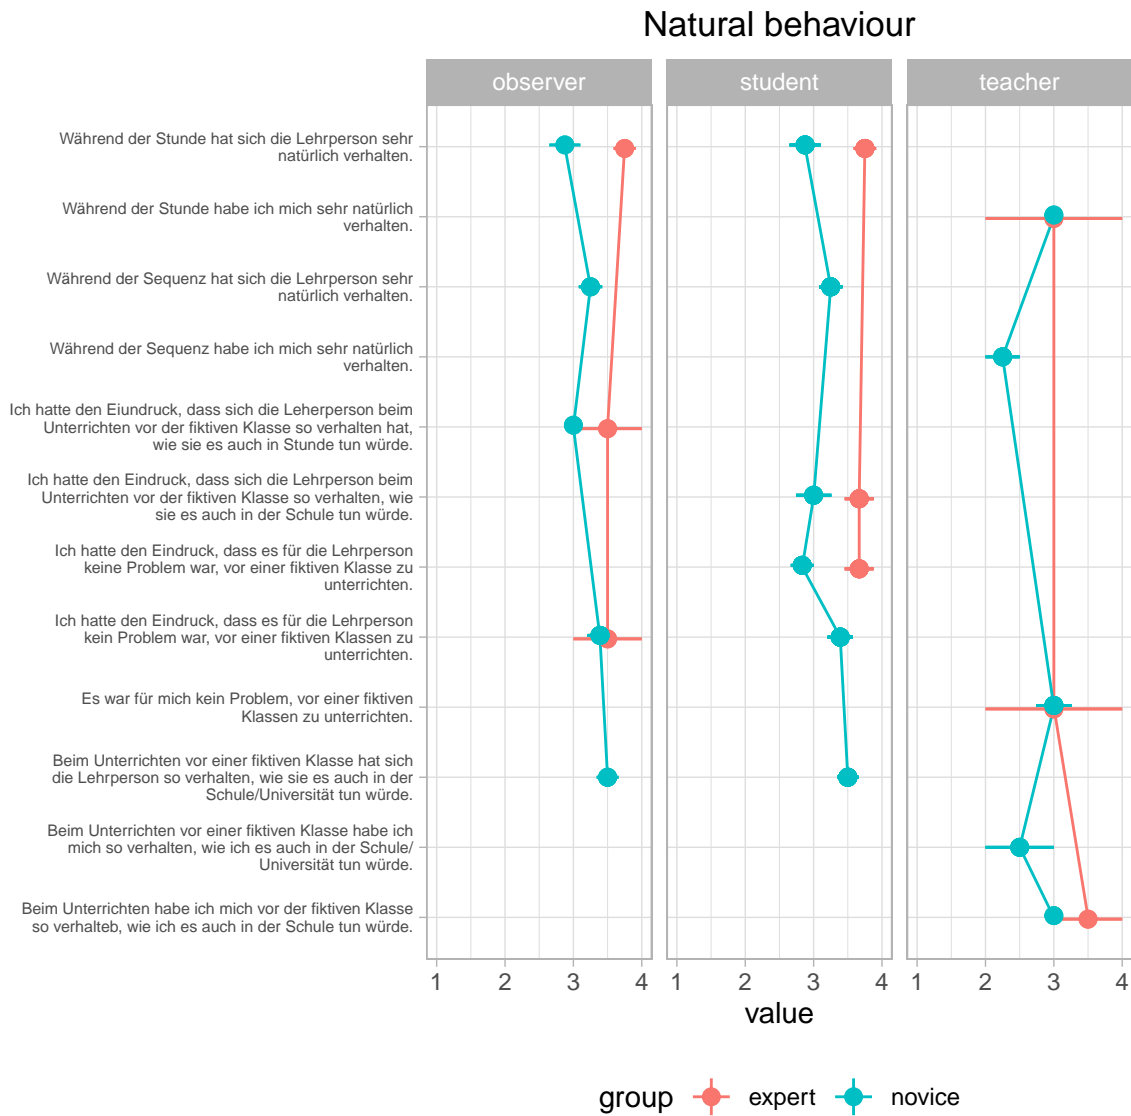 Natural behaviour
observer
student
teacher
Während der Stunde hat sich die Lehrperson sehr
natürlich verhalten.
Während der Stunde habe ich mich sehr natürlich
verhalten.
Während der Sequenz hat sich die Lehrperson sehr
natürlich verhalten.
Während der Sequenz habe ich mich sehr natürlich
verhalten.
Ich hatte den Eiundruck, dass sich die Leherperson beim
Unterrichten vor der fiktiven Klasse so verhalten hat,
wie sie es auch in Stunde tun würde.
Ich hatte den Eindruck, dass sich die Lehrperson beim
Unterrichten vor der fiktiven Klasse so verhalten, wie
sie es auch in der Schule tun würde.
Ich hatte den Eindruck, dass es für die Lehrperson
keine Problem war, vor einer fiktiven Klasse zu
unterrichten.
Ich hatte den Eindruck, dass es für die Lehrperson
kein Problem war, vor einer fiktiven Klassen zu
unterrichten.
Es war für mich kein Problem, vor einer fiktiven
Klassen zu unterrichten.
Beim Unterrichten vor einer fiktiven Klasse hat sich
die Lehrperson so verhalten, wie sie es auch in der
Schule/Universität tun würde.
Beim Unterrichten vor einer fiktiven Klasse habe ich
mich so verhalten, wie ich es auch in der Schule/
Universität tun würde.
Beim Unterrichten habe ich mich vor der fiktiven Klasse
so verhalteb, wie ich es auch in der Schule tun würde.
1 2 3 4
1 3 4
1 2 3 4
value
group expert novice